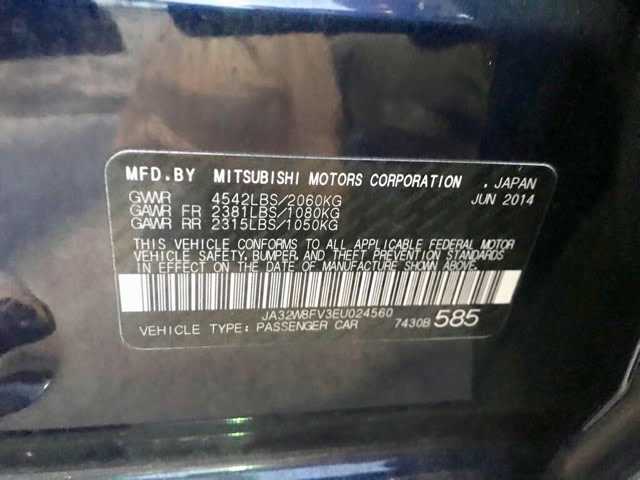 MFD.BY MITSUBISHI MOTORS CORPORATION . JAPAN
GVWR 4542LBS/2060KG JUN 2014
GAWR FR 2381LBS/1080KG
GAWR RR 2315LBS/1050KG
THIS VEHICLE CONFORMS TO ALL APPLICABLE FEDERAL MOTOR
VEHICLE SAFETY, BUMPER, AND THEFT PREVENTION STANDARDS
IN EFFECT ON THE DATE OF MANUFACTURE SHOWN ABOVE.
JA32W8FV3EU024560
VEHICLE TYPE: PASSENGER CAR 7430B 585